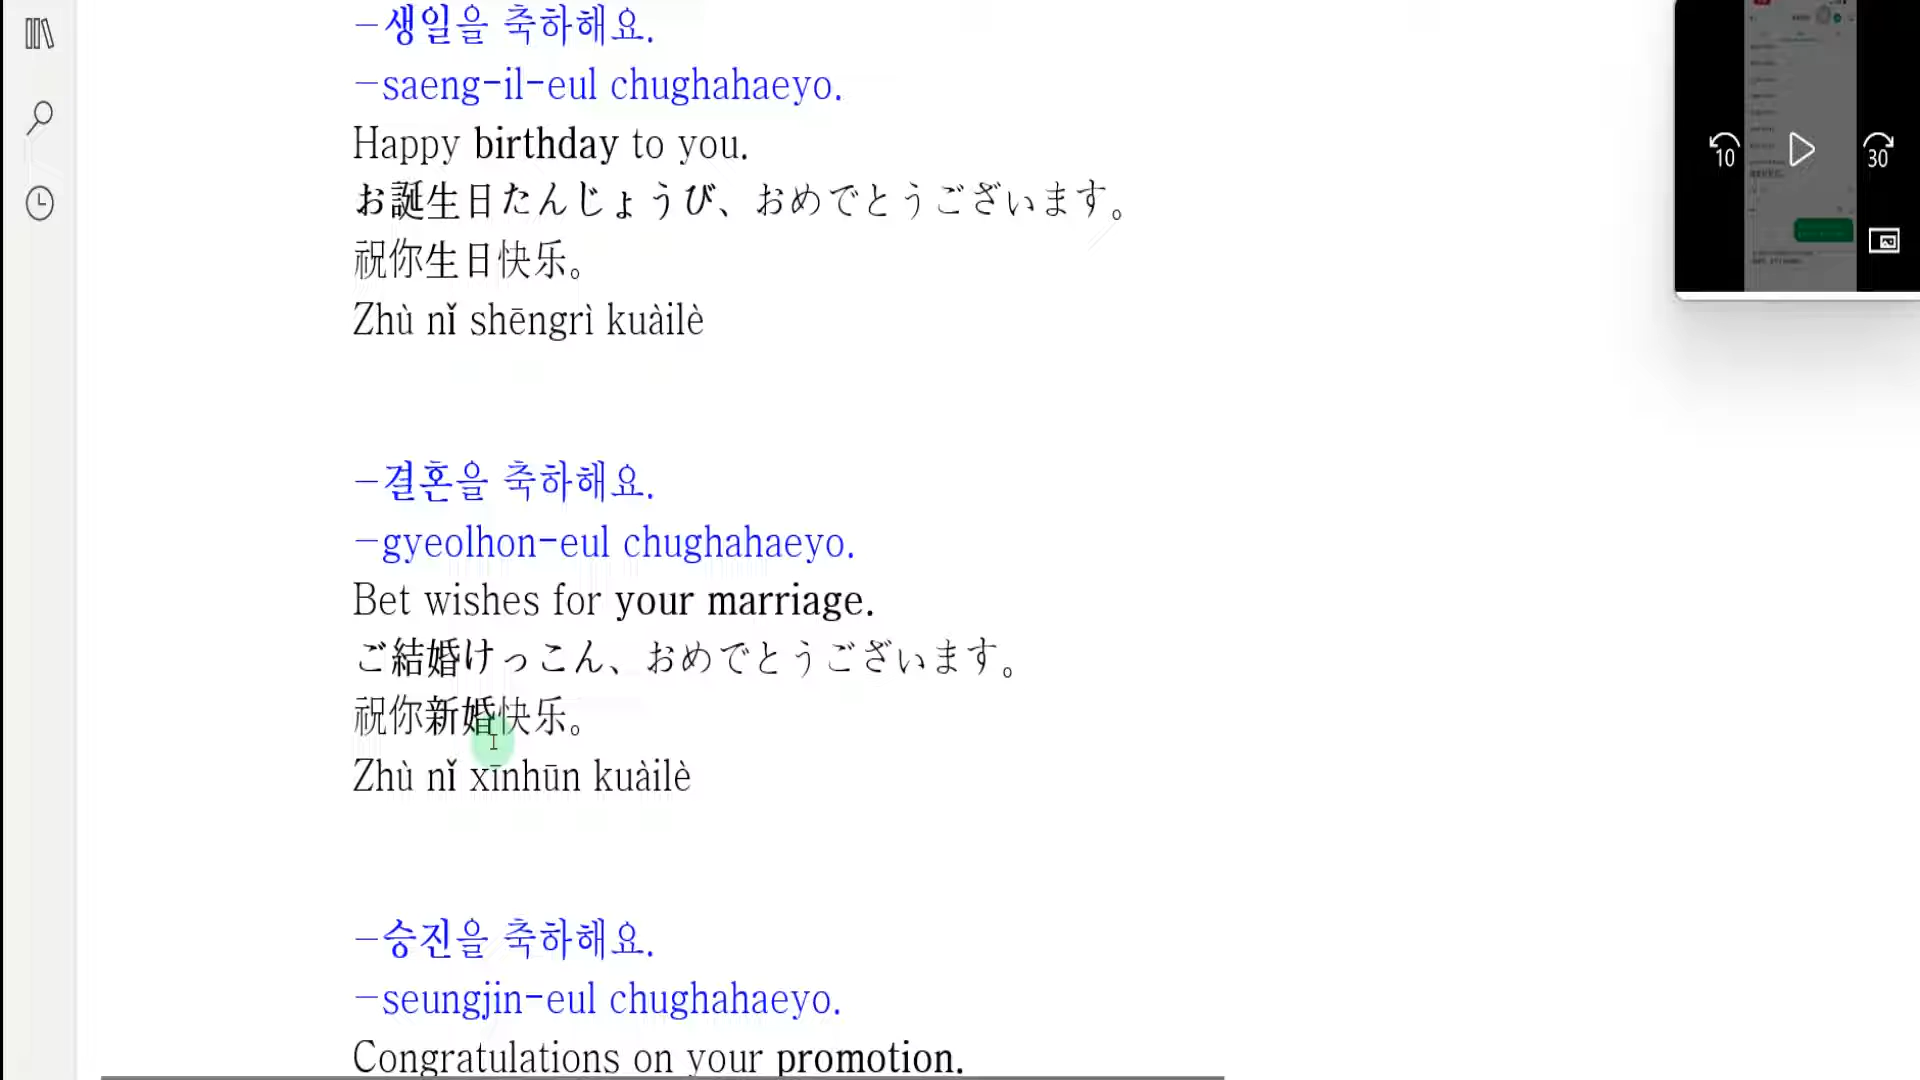 –생일을 축하해요.
–saeng-il-eul chughahaeyo.
Happy birthday to you.
お誕生日たんじょうび、おめでとうございます。
祝你生日快乐。
Zhù nǐ shēngrì kuàilè
–결혼을 축하해요.
–gyeolhon-eul chughahaeyo.
Bet wishes for your marriage.
ご結婚けっこん、おめでとうございます。
祝你新婚快乐。
Zhù nǐ xīnhūn kuàilè
–승진을 축하해요.
–seungjin-eul chughahaeyo.
Congratulations on your promotion.
10
30